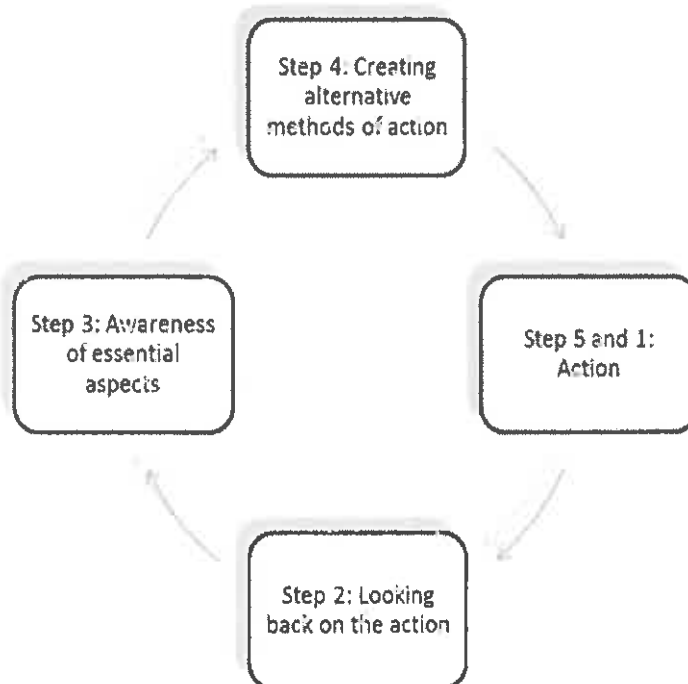 Step 4: Creating
alternative
methods of action
Step 3: Awareness
of essential
aspects
Step 5 and 1:
Action
Step 2: Looking
back on the action